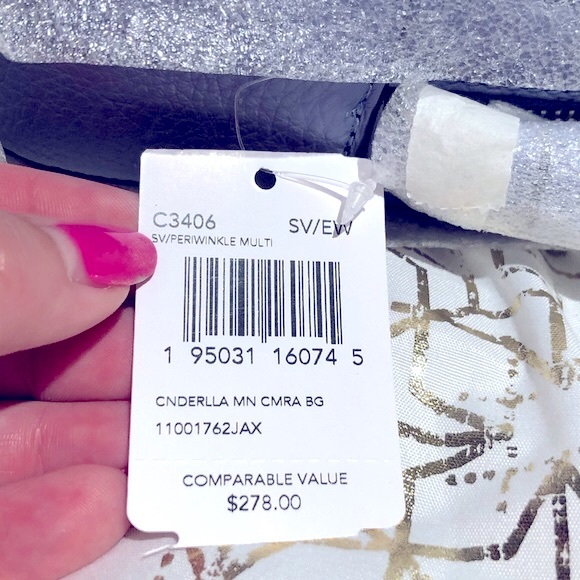 C3406 SV/EW
SV/PERIWINKLE MULTI
1 95031 16074 5
CNDERLLA MN CMRA BG
11001762JAX
COMPARABLE VALUE
$278.00